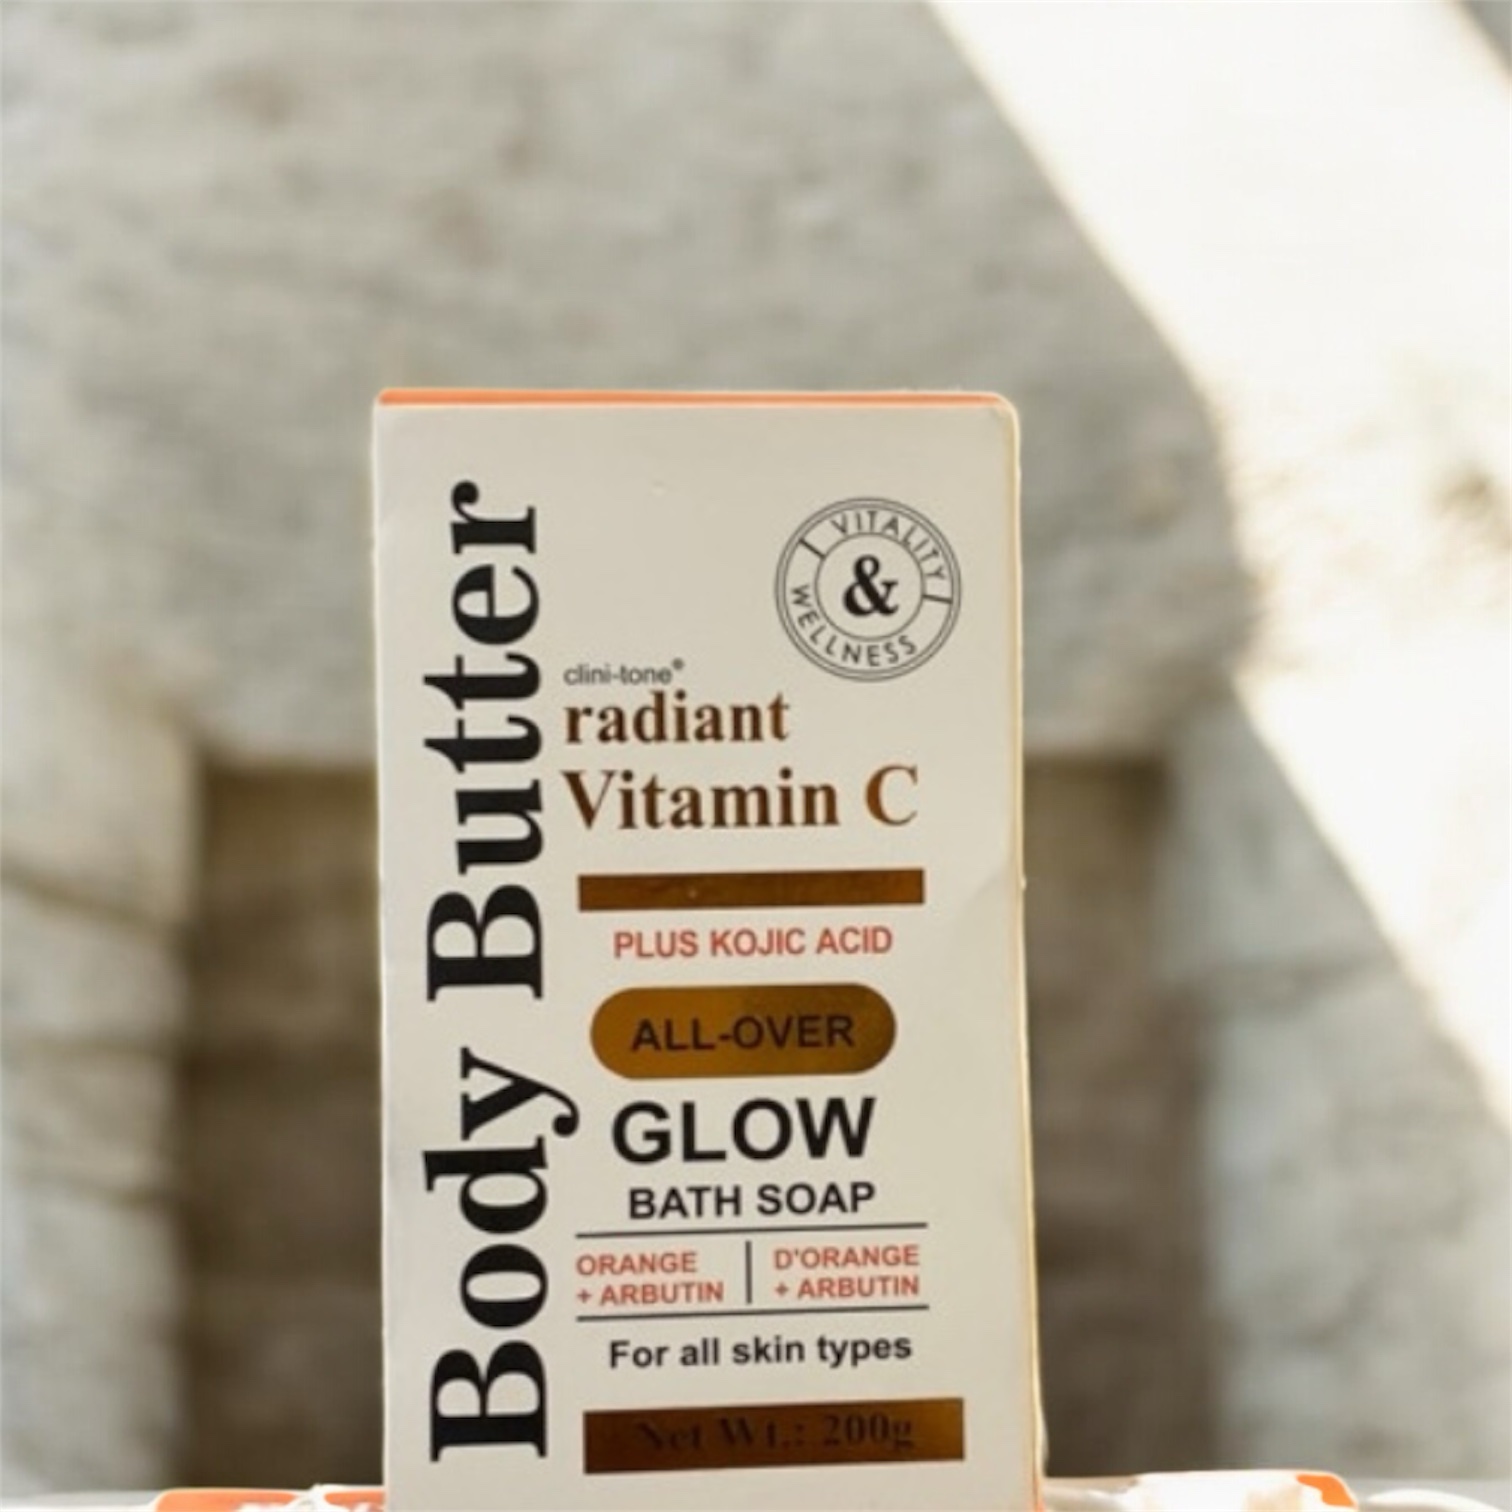 Body Butter
VITALITY
&
WELLNESS
clini-tone®
radiant
Vitamin C
PLUS KOJIC ACID
ALL-OVER
GLOW
BATH SOAP
ORANGE
+ ARBUTIN
D'ORANGE
+ ARBUTIN
For all skin types
Net Wt.: 200g